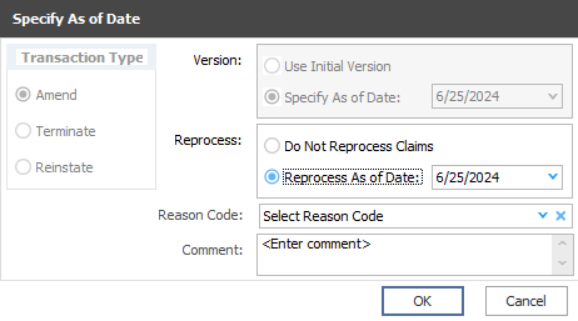 Specify As of Date
Transaction Type
Amend
Terminate
Reinstate
Version:
Use Initial Version
Specify As of Date: 6/25/2024
Reprocess:
Do Not Reprocess Claims
Reprocess As of Date: 6/25/2024
Reason Code: Select Reason Code
Comment: <Enter comment>
OK Cancel